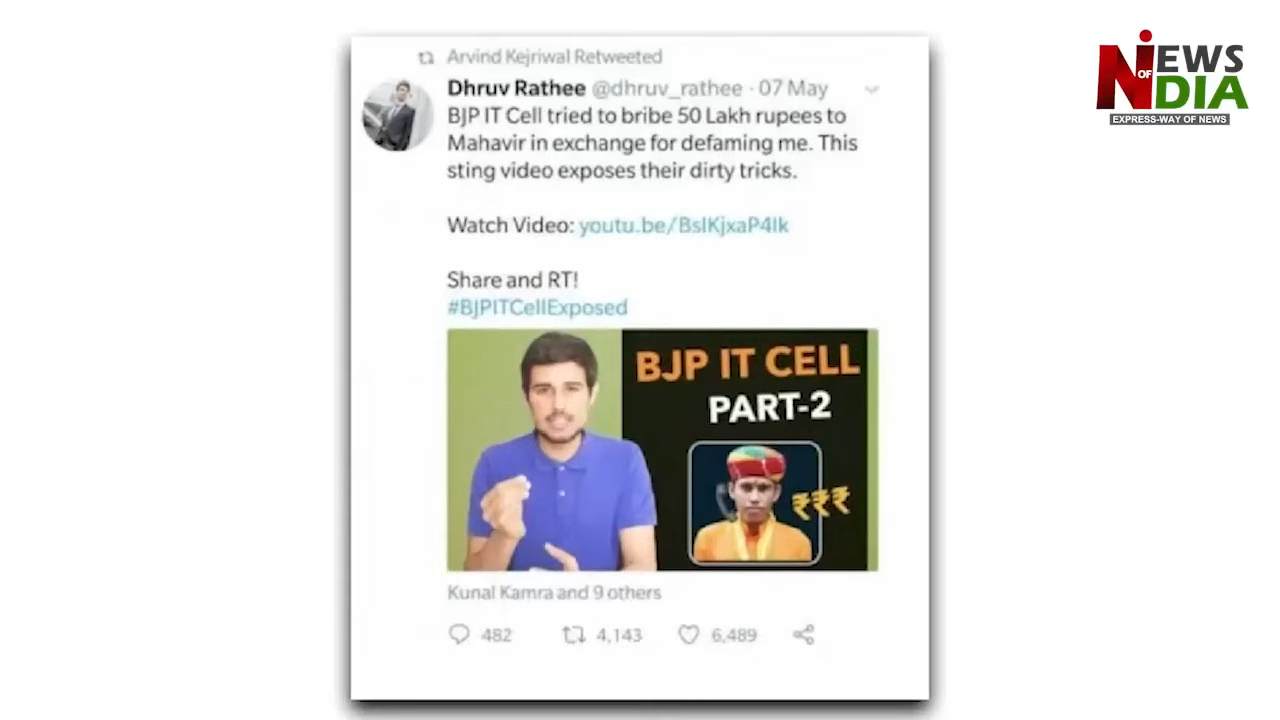 Arvind Kejriwal Retweeted
Dhruv Rathee @dhruv_rathee · 07 May
BJP IT Cell tried to bribe 50 Lakh rupees to
Mahavir in exchange for defaming me. This
sting video exposes their dirty tricks.
Watch Video: youtu.be/BslKjxaP4lk
Share and RT!
#BJPITCellExposed
BJP IT CELL
PART-2
₹₹₹
Kunal Kamra and 9 others
482 4,143 6,489
NEWS
OF
INDIA
EXPRESS-WAY OF NEWS